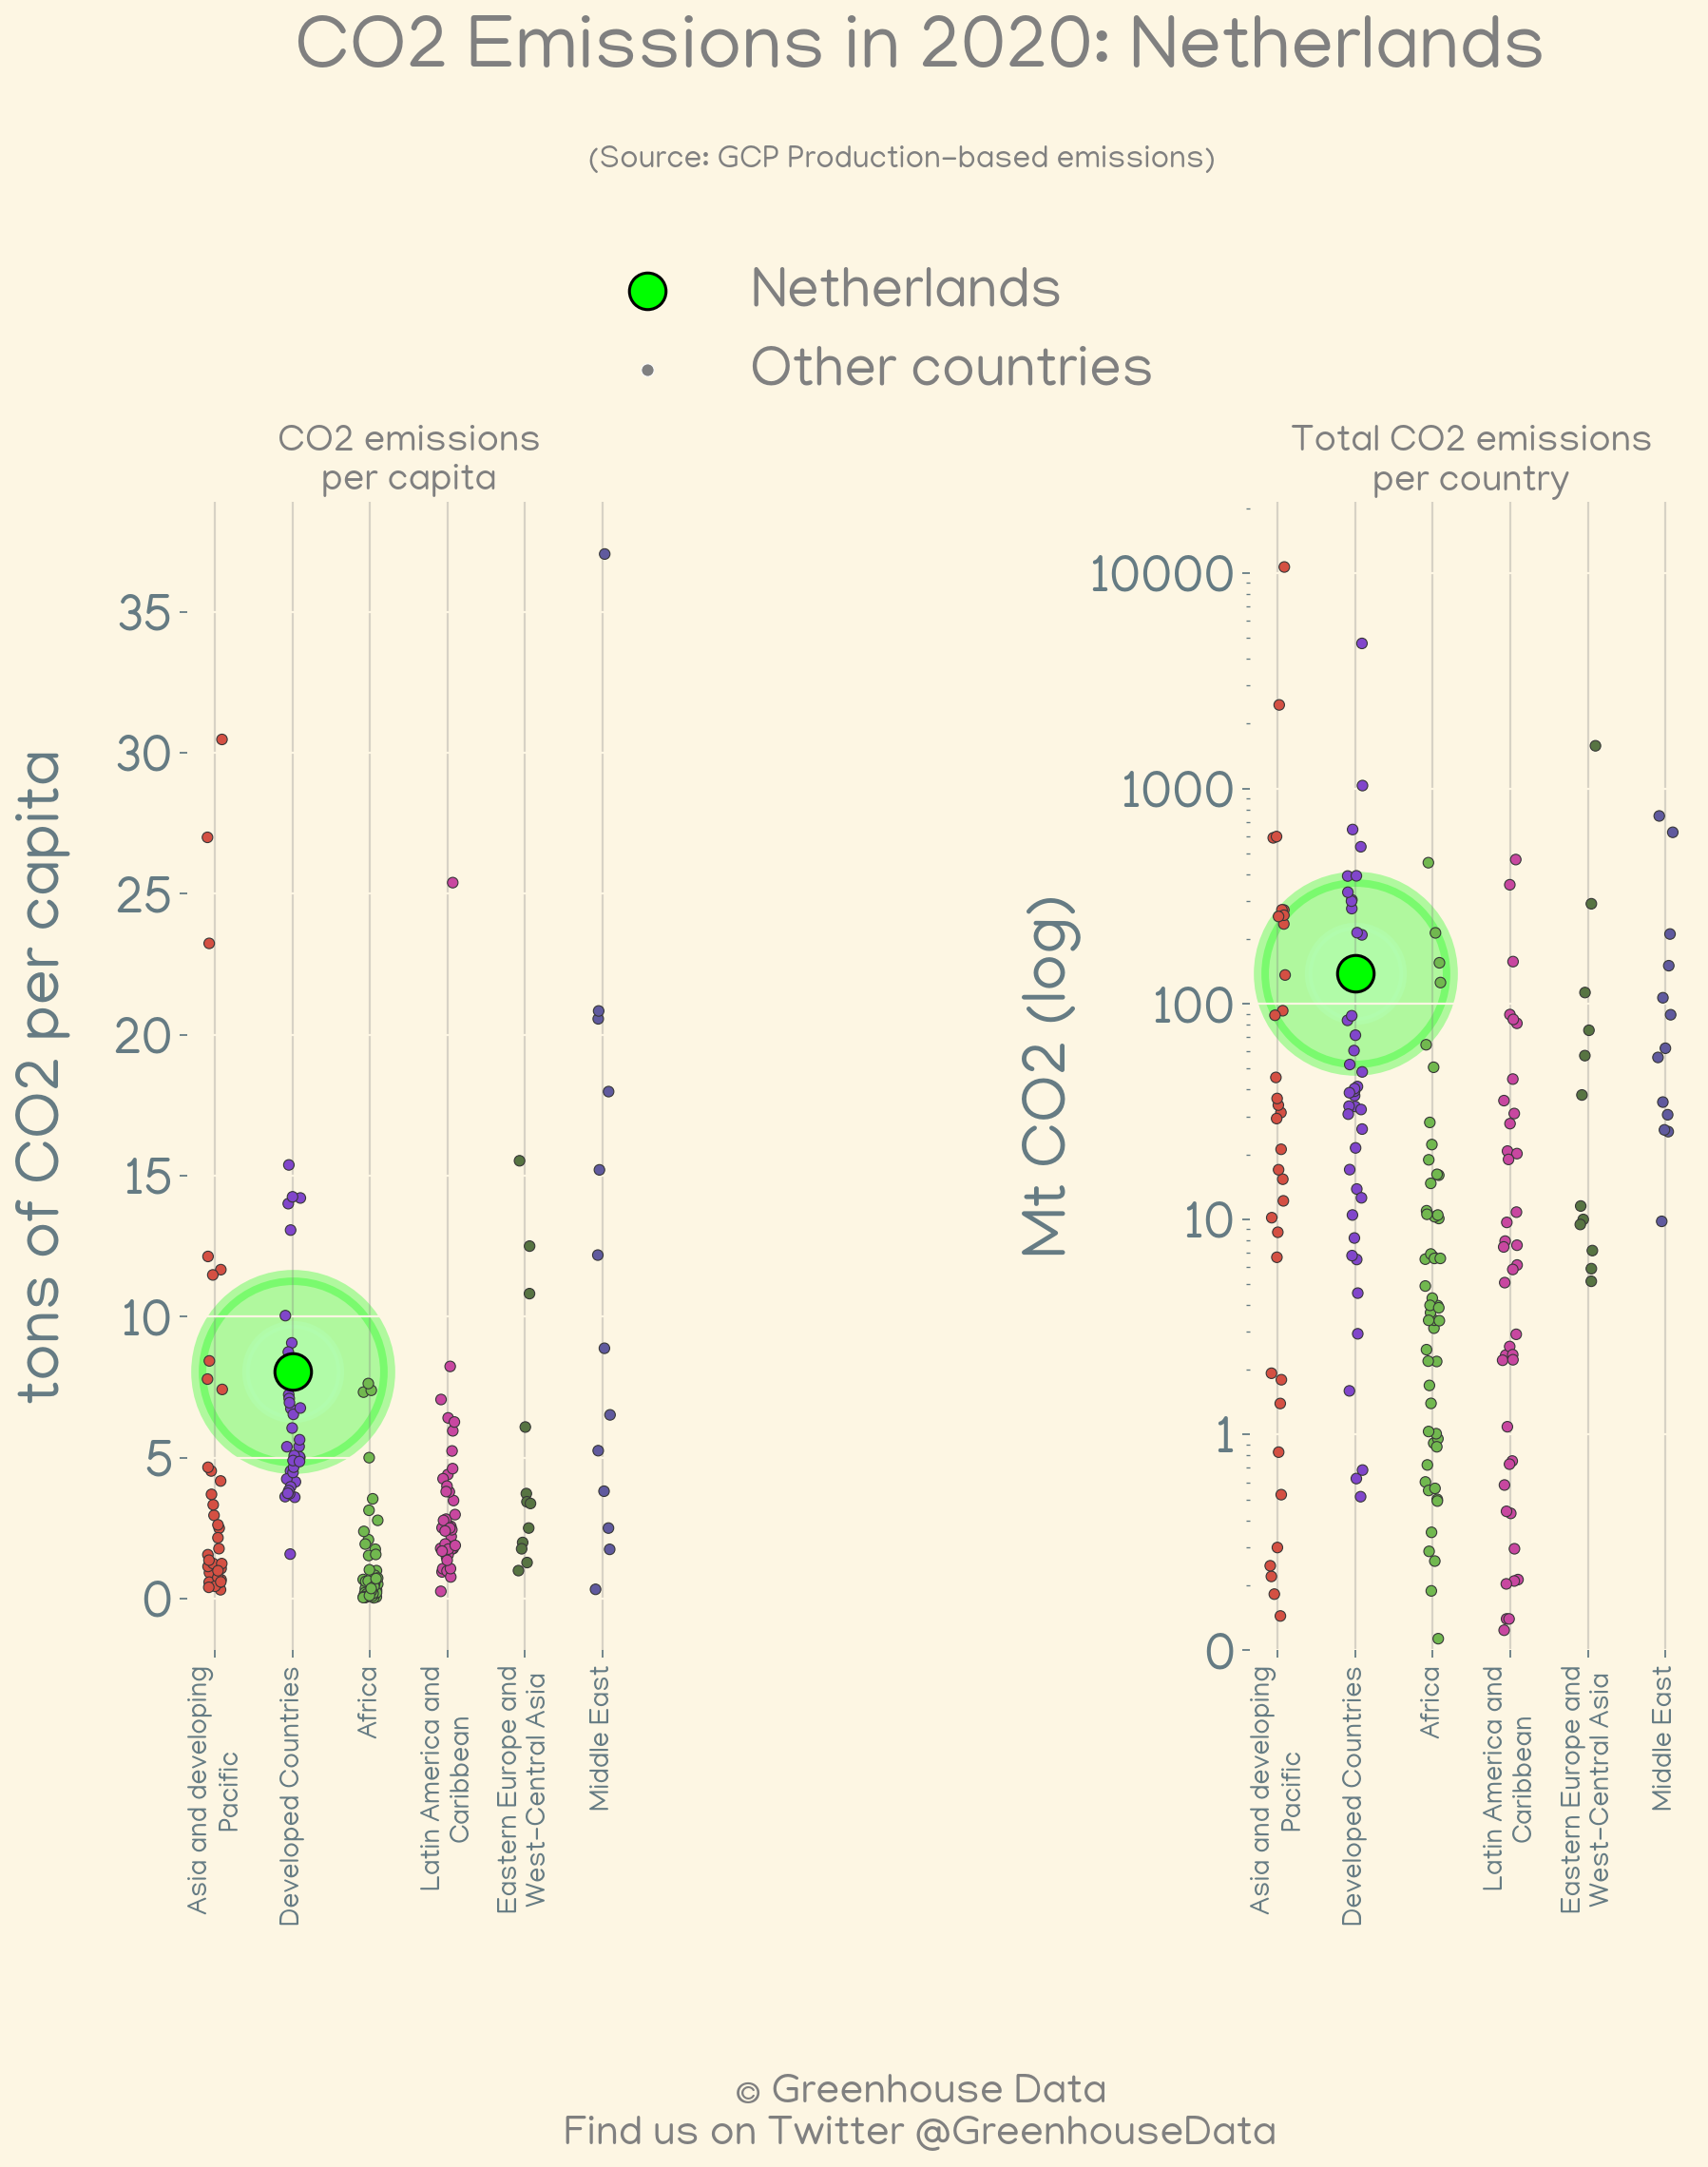 CO2 Emissions in 2020: Netherlands
(Source: GCP Production-based emissions)
Netherlands
Other countries
CO2 emissions
per capita
tons of CO2 per capita
35
30
25
20
15
10
5
0
Asia and developing
Pacific
Developed Countries
Africa
Latin America and
Caribbean
Eastern Europe and
West-Central Asia
Middle East
Total CO2 emissions
per country
Mt CO2 (log)
10000
1000
100
10
1
0
Asia and developing
Pacific
Developed Countries
Africa
Latin America and
Caribbean
Eastern Europe and
West-Central Asia
Middle East
© Greenhouse Data
Find us on Twitter @GreenhouseData